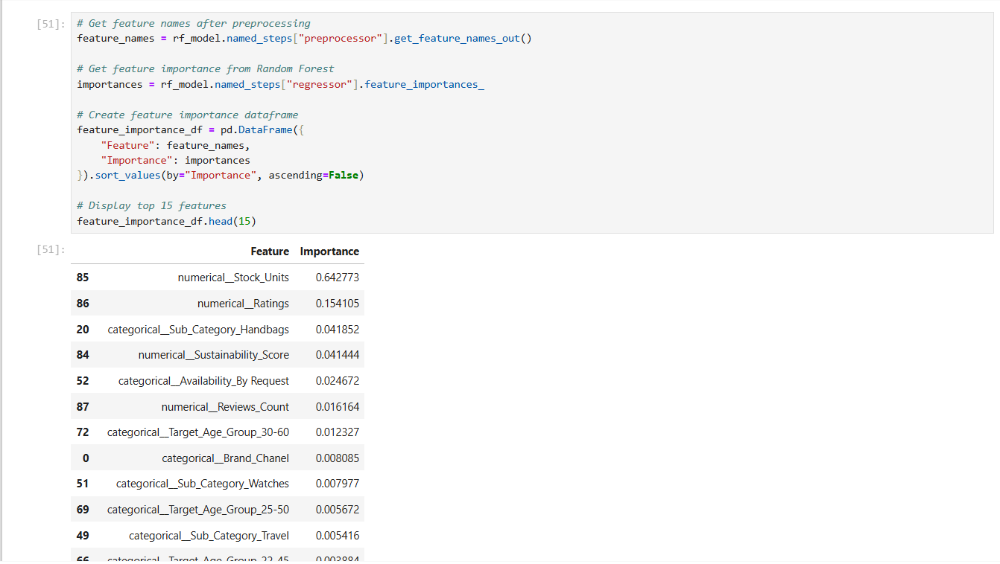 [51]:
# Get feature names after preprocessing
feature_names = rf_model.named_steps["preprocessor"].get_feature_names_out()
# Get feature importance from Random Forest
importances = rf_model.named_steps["regressor"].feature_importances_
# Create feature importance dataframe
feature_importance_df = pd.DataFrame({
    "Feature": feature_names,
    "Importance": importances
}).sort_values(by="Importance", ascending=False)
# Display top 15 features
feature_importance_df.head(15)
[51]:
Feature Importance
85 numerical__Stock_Units 0.642773
86 numerical__Ratings 0.154105
20 categorical__Sub_Category_Handbags 0.041852
84 numerical__Sustainability_Score 0.041444
52 categorical__Availability_By Request 0.024672
87 numerical__Reviews_Count 0.016164
72 categorical__Target_Age_Group_30-60 0.012327
0 categorical__Brand_Chanel 0.008085
51 categorical__Sub_Category_Watches 0.007977
69 categorical__Target_Age_Group_25-50 0.005672
49 categorical__Sub_Category_Travel 0.005416
66 categorical__Target_Age_Group_22-45 0.003884